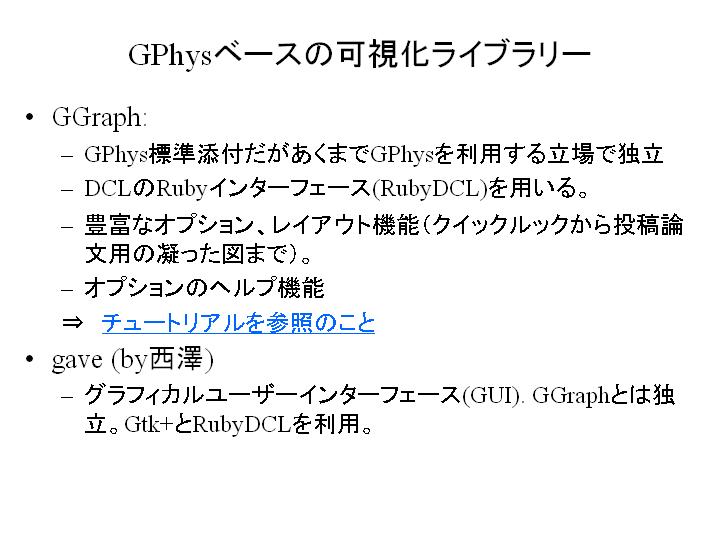 GPhysベースの可視化ライブラリー
• GGraph:
– GPhys標準添付だがあくまでGPhysを利用する立場で独立
– DCLのRubyインターフェース(RubyDCL)を用いる。
– 豊富なオプション、レイアウト機能（クイックルックから投稿論
文用の凝った図まで）。
– オプションのヘルプ機能
⇒ チュートリアルを参照のこと
• gave (by西澤)
– グラフィカルユーザーインターフェース(GUI). GGraphとは独
立。Gtk+とRubyDCLを利用。